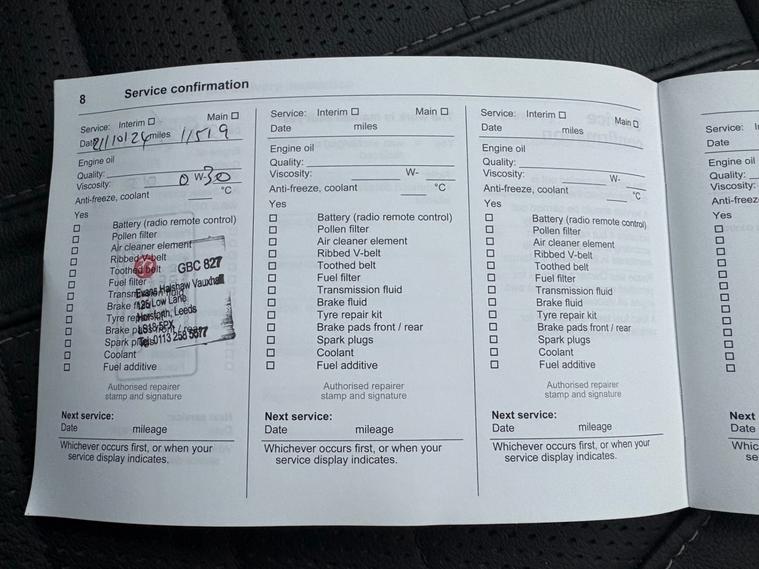 8 Service confirmation
Service: Interim □ Main □
Date 21/10/24 miles 11519
Engine oil
Quality:
Viscosity: 0 W-30
Anti-freeze, coolant °C
Yes
□ Battery (radio remote control)
□ Pollen filter
□ Air cleaner element
□ Ribbed V-belt
□ Toothed belt
□ Fuel filter
□ Transmission fluid
□ Brake fluid
□ Tyre repair kit
□ Brake pads front / rear
□ Spark plugs
□ Coolant
□ Fuel additive
GBC 827
Evans Halshaw Vauxhall
125 Low Lane
Horsforth, Leeds
LS18 5PX
Tel: 0113 258 5577
Authorised repairer
stamp and signature
Next service:
Date mileage
Whichever occurs first, or when your
service display indicates.
Service: Interim □ Main □
Date miles
Engine oil
Quality:
Viscosity: W-
Anti-freeze, coolant °C
Yes
□ Battery (radio remote control)
□ Pollen filter
□ Air cleaner element
□ Ribbed V-belt
□ Toothed belt
□ Fuel filter
□ Transmission fluid
□ Brake fluid
□ Tyre repair kit
□ Brake pads front / rear
□ Spark plugs
□ Coolant
□ Fuel additive
Authorised repairer
stamp and signature
Next service:
Date mileage
Whichever occurs first, or when your
service display indicates.
Service: Interim □ Main □
Date miles
Engine oil
Quality:
Viscosity: W-
Anti-freeze, coolant °C
Yes
□ Battery (radio remote control)
□ Pollen filter
□ Air cleaner element
□ Ribbed V-belt
□ Toothed belt
□ Fuel filter
□ Transmission fluid
□ Brake fluid
□ Tyre repair kit
□ Brake pads front / rear
□ Spark plugs
□ Coolant
□ Fuel additive
Authorised repairer
stamp and signature
Next service:
Date mileage
Whichever occurs first, or when your
service display indicates.
Service:
Date
Engine oil
Quality:
Viscosity:
Yes
Next
Date